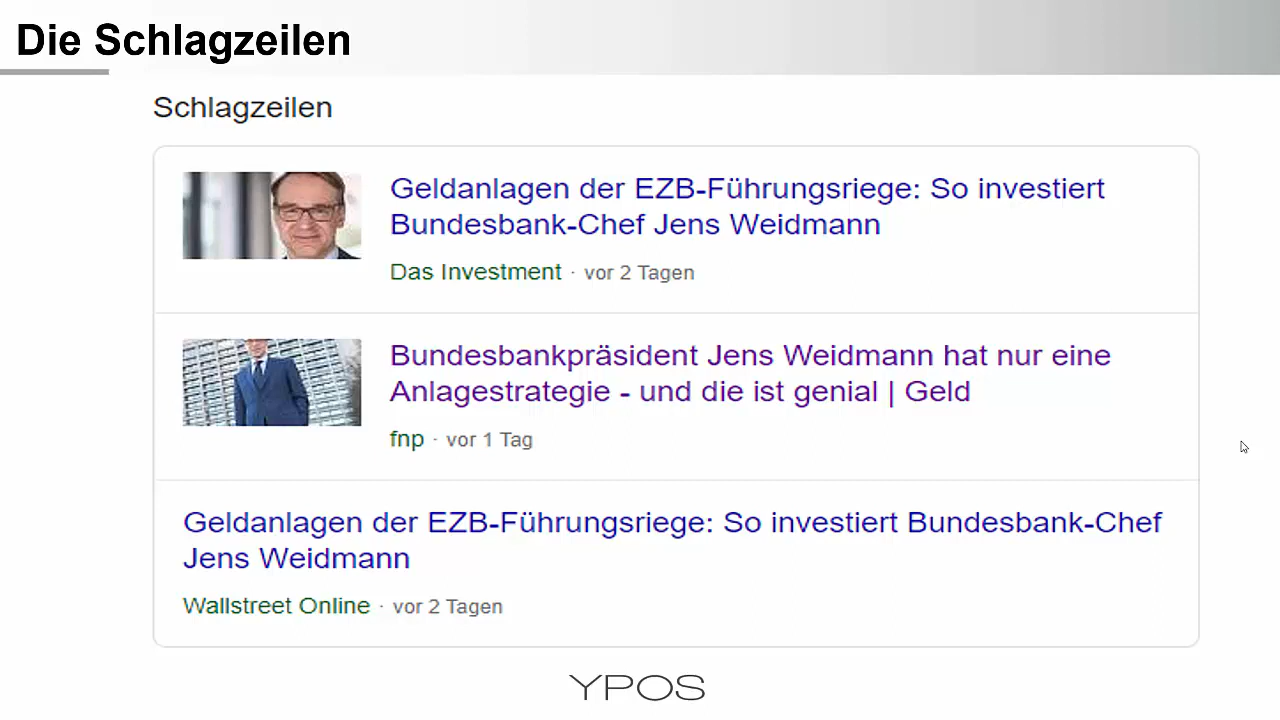 Die Schlagzeilen
Schlagzeilen
Geldanlagen der EZB-Führungsriege: So investiert
Bundesbank-Chef Jens Weidmann
Das Investment · vor 2 Tagen
Bundesbankpräsident Jens Weidmann hat nur eine
Anlagestrategie - und die ist genial | Geld
fnp · vor 1 Tag
Geldanlagen der EZB-Führungsriege: So investiert Bundesbank-Chef
Jens Weidmann
Wallstreet Online · vor 2 Tagen
YPOS